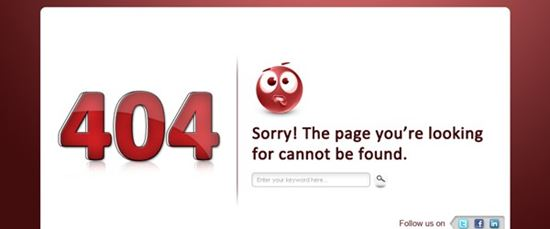 404
Sorry! The page you're looking
for cannot be found.
Enter your keyword here...
Follow us on